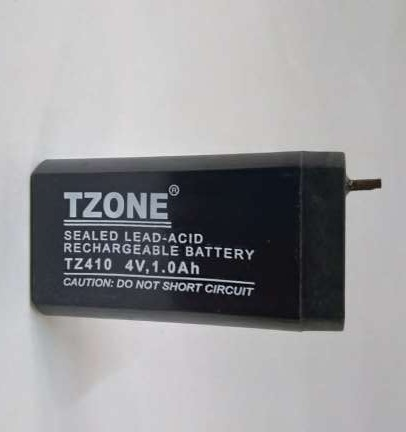 TZONE®
SEALED LEAD-ACID
RECHARGEABLE BATTERY
TZ410 4V,1.0Ah
CAUTION: DO NOT SHORT CIRCUIT